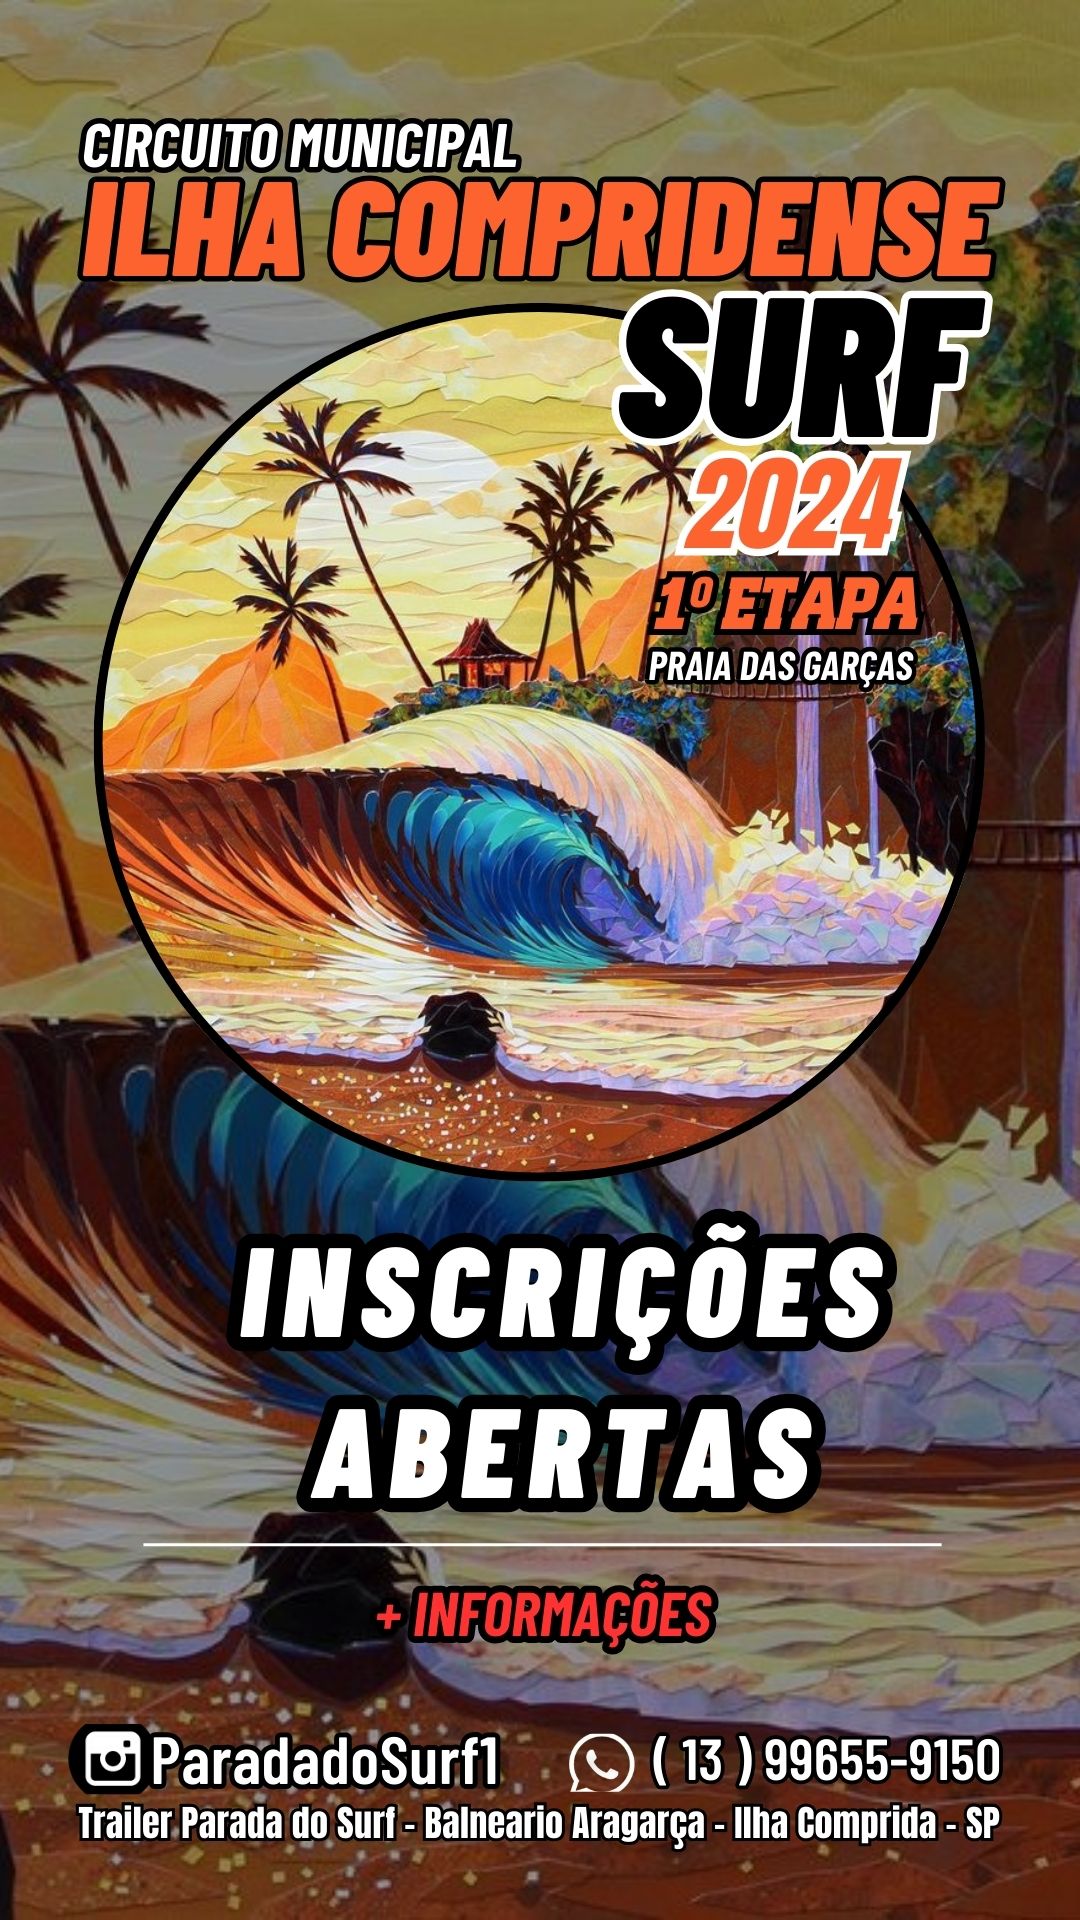 CIRCUITO MUNICIPAL
ILHA COMPRIDENSE
SURF
2024
1º ETAPA
PRAIA DAS GARÇAS
INSCRIÇÕES
ABERTAS
+ INFORMAÇÕES
ParadadoSurf1 ( 13 ) 99655-9150
Trailer Parada do Surf - Balneario Aragarça - Ilha Comprida - SP